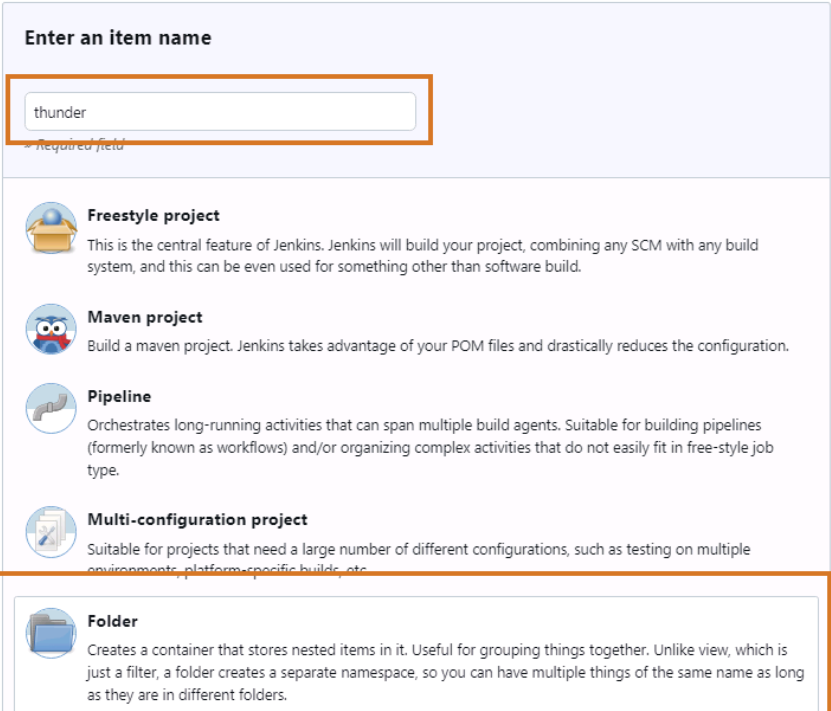 Enter an item name
thunder
» Required field
Freestyle project
This is the central feature of Jenkins. Jenkins will build your project, combining any SCM with any build
system, and this can be even used for something other than software build.
Maven project
Build a maven project. Jenkins takes advantage of your POM files and drastically reduces the configuration.
Pipeline
Orchestrates long-running activities that can span multiple build agents. Suitable for building pipelines
(formerly known as workflows) and/or organizing complex activities that do not easily fit in free-style job
type.
Multi-configuration project
Suitable for projects that need a large number of different configurations, such as testing on multiple
environments, platform-specific builds, etc.
Folder
Creates a container that stores nested items in it. Useful for grouping things together. Unlike view, which is
just a filter, a folder creates a separate namespace, so you can have multiple things of the same name as long
as they are in different folders.